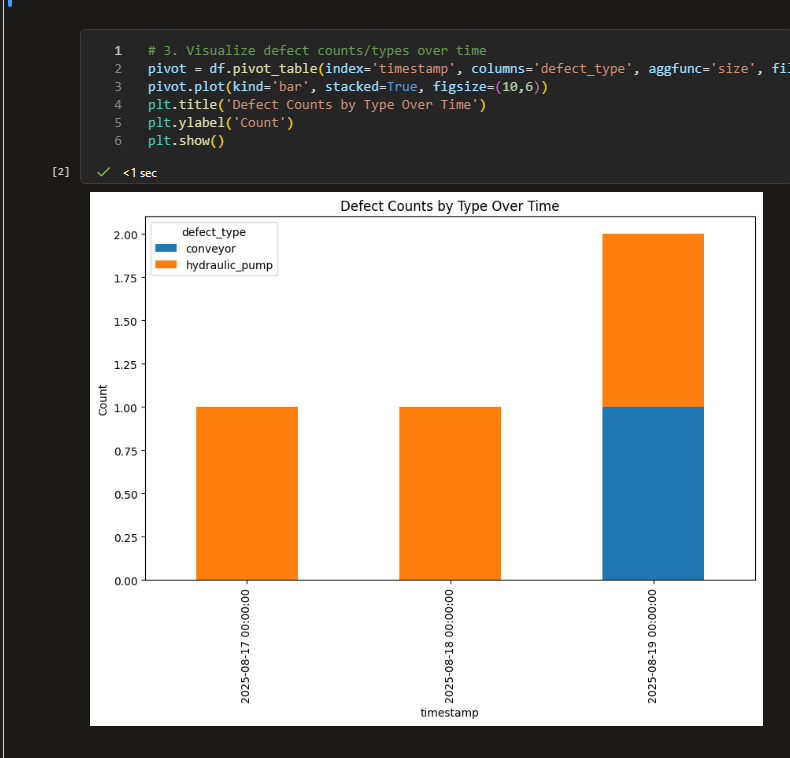 1 # 3. Visualize defect counts/types over time
2 pivot = df.pivot_table(index='timestamp', columns='defect_type', aggfunc='size', fil
3 pivot.plot(kind='bar', stacked=True, figsize=(10,6))
4 plt.title('Defect Counts by Type Over Time')
5 plt.ylabel('Count')
6 plt.show()
[2] <1 sec
Defect Counts by Type Over Time
defect_type
conveyor
hydraulic_pump
2.00
1.75
1.50
1.25
1.00
0.75
0.50
0.25
0.00
Count
2025-08-17 00:00:00
2025-08-18 00:00:00
2025-08-19 00:00:00
timestamp